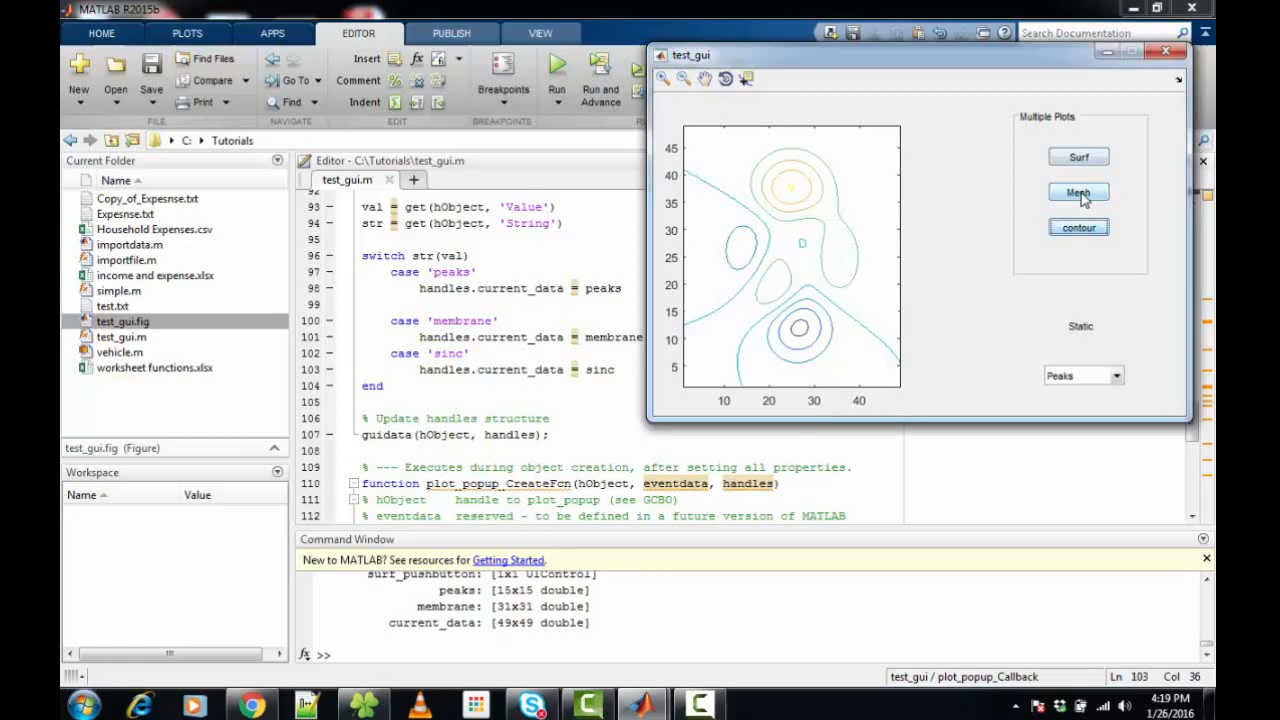 MATLAB R2015b
HOME PLOTS APPS EDITOR PUBLISH VIEW
Search Documentation
New Open Save
Find Files
Compare
Print
Go To
Find
Insert
Comment
Indent
Breakpoints
Run
Run and Advance
FILE NAVIGATE EDIT BREAKPOINTS
C: Tutorials
Current Folder
Name
Copy_of_Expesnse.txt
Expesnse.txt
Household Expenses.csv
importdata.m
importfile.m
income and expense.xlsx
simple.m
test.txt
test_gui.fig
test_gui.m
vehicle.m
worksheet functions.xlsx
test_gui.fig (Figure)
Workspace
Name Value
Editor - C:\Tutorials\test_gui.m
test_gui.m
92
93 val = get(hObject, 'Value')
94 str = get(hObject, 'String')
95
96 switch str(val)
97 case 'peaks'
98 handles.current_data = peaks
99
100 case 'membrane'
101 handles.current_data = membrane
102 case 'sinc'
103 handles.current_data = sinc
104 end
105
106 % Update handles structure
107 guidata(hObject, handles);
108
109 % --- Executes during object creation, after setting all properties.
110 function plot_popup_CreateFcn(hObject, eventdata, handles)
111 % hObject handle to plot_popup (see GCBO)
112 % eventdata reserved - to be defined in a future version of MATLAB
test_gui
45
40
35
30
25
20
15
10
5
10 20 30 40
Multiple Plots
Surf
Mesh
contour
Static
Peaks
Command Window
New to MATLAB? See resources for Getting Started.
surf_pushbutton: [1x1 UIControl]
peaks: [15x15 double]
membrane: [31x31 double]
current_data: [49x49 double]
fx >>
test_gui / plot_popup_Callback
Ln 103 Col 36
4:19 PM
1/26/2016